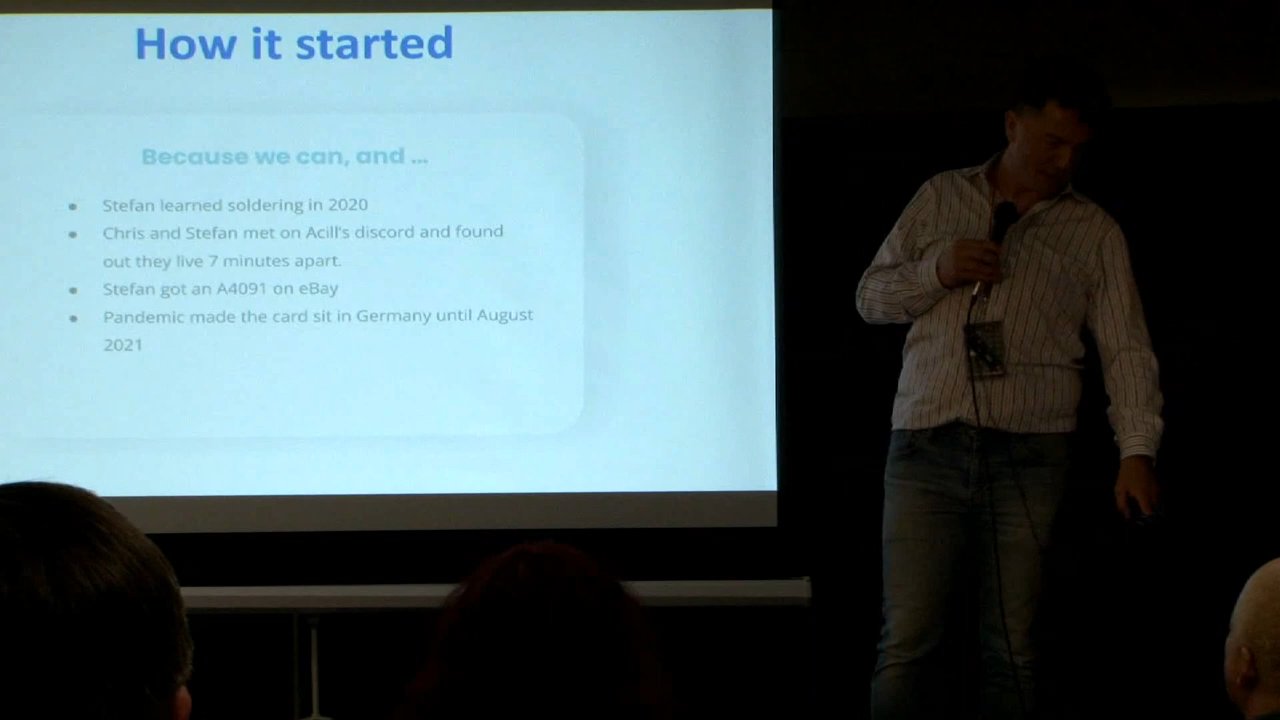 How it started
Because we can, and ...
● Stefan learned soldering in 2020
● Chris and Stefan met on Acill's discord and found
out they live 7 minutes apart.
● Stefan got an A4091 on eBay
● Pandemic made the card sit in Germany until August
2021